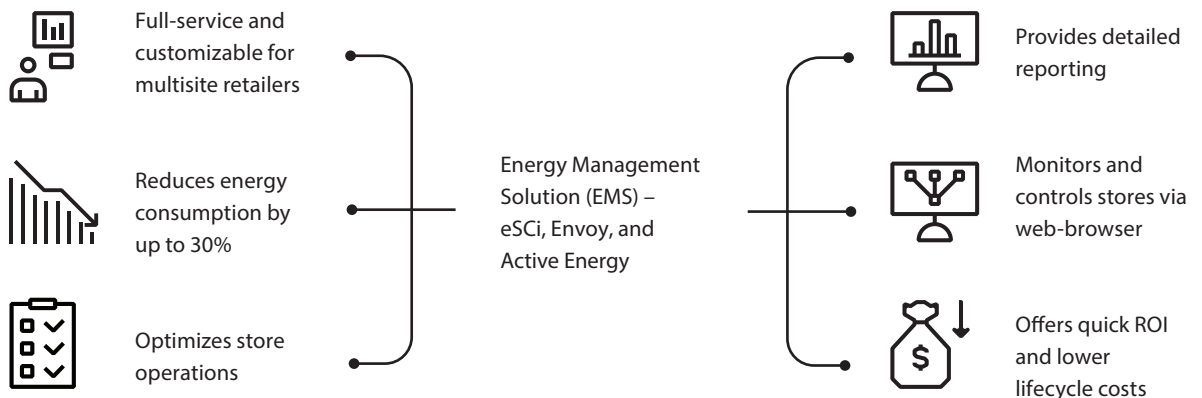 Full-service and
customizable for
multisite retailers
Reduces energy
consumption by
up to 30%
Optimizes store
operations
Energy Management
Solution (EMS) –
eSCi, Envoy, and
Active Energy
Provides detailed
reporting
Monitors and
controls stores via
web-browser
$
Offers quick ROI
and lower
lifecycle costs